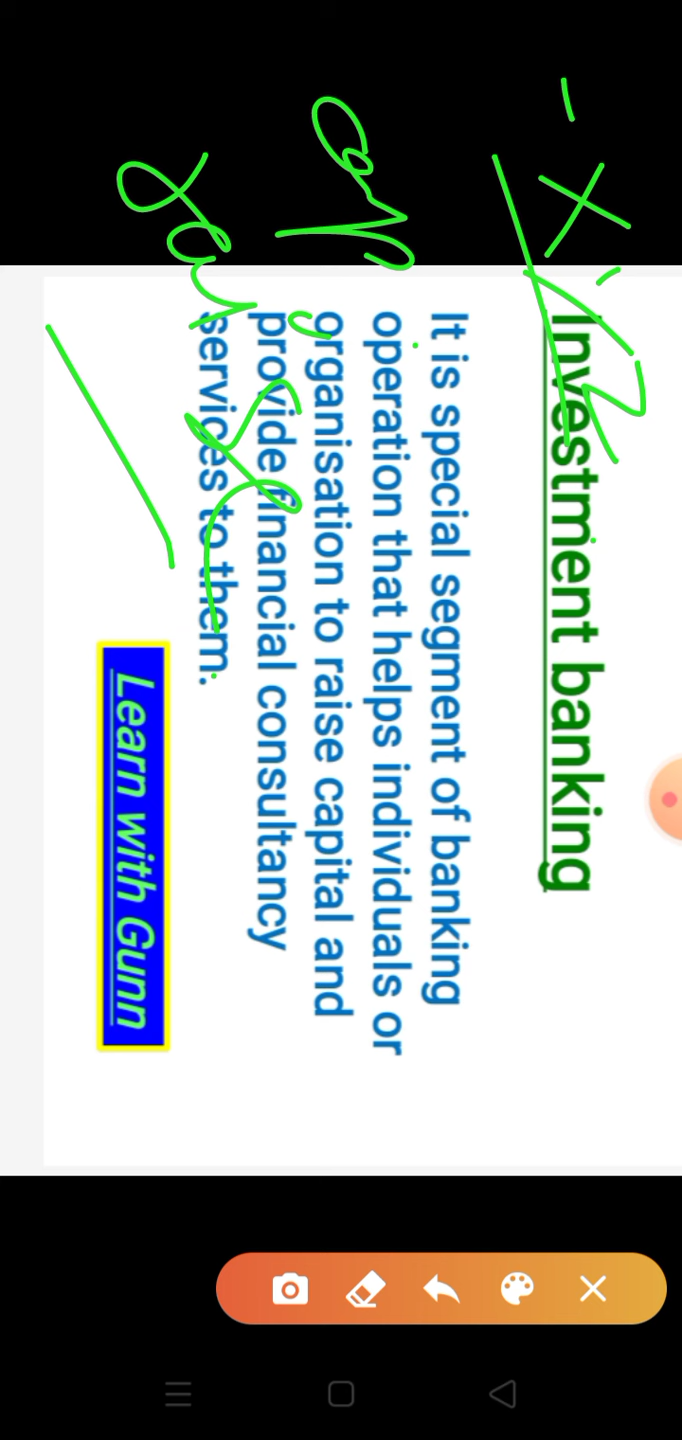 Investment banking
It is special segment of banking
operation that helps individuals or
organisation to raise capital and
provide financial consultancy
services to them.
Learn with Gunn